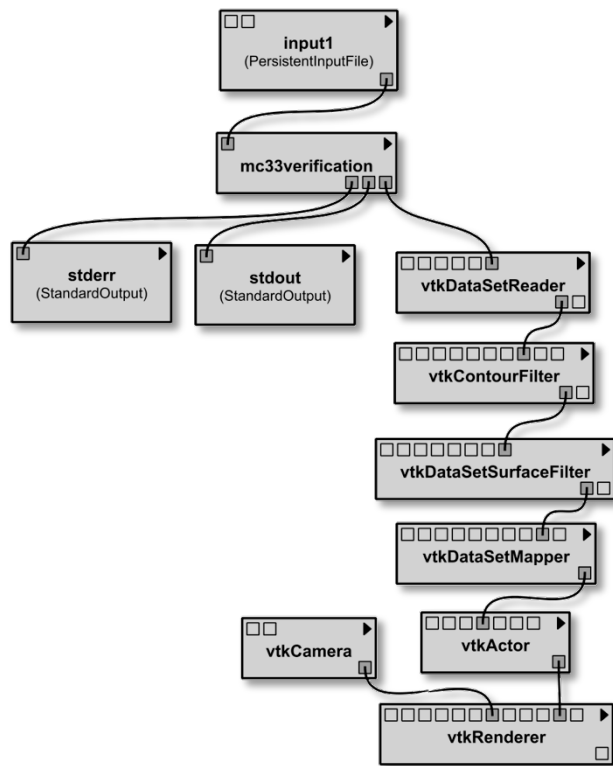 input1
(PersistentInputFile)
mc33verification
stderr
(StandardOutput)
stdout
(StandardOutput)
vtkDataSetReader
vtkContourFilter
vtkDataSetSurfaceFilter
vtkDataSetMapper
vtkCamera
vtkActor
vtkRenderer